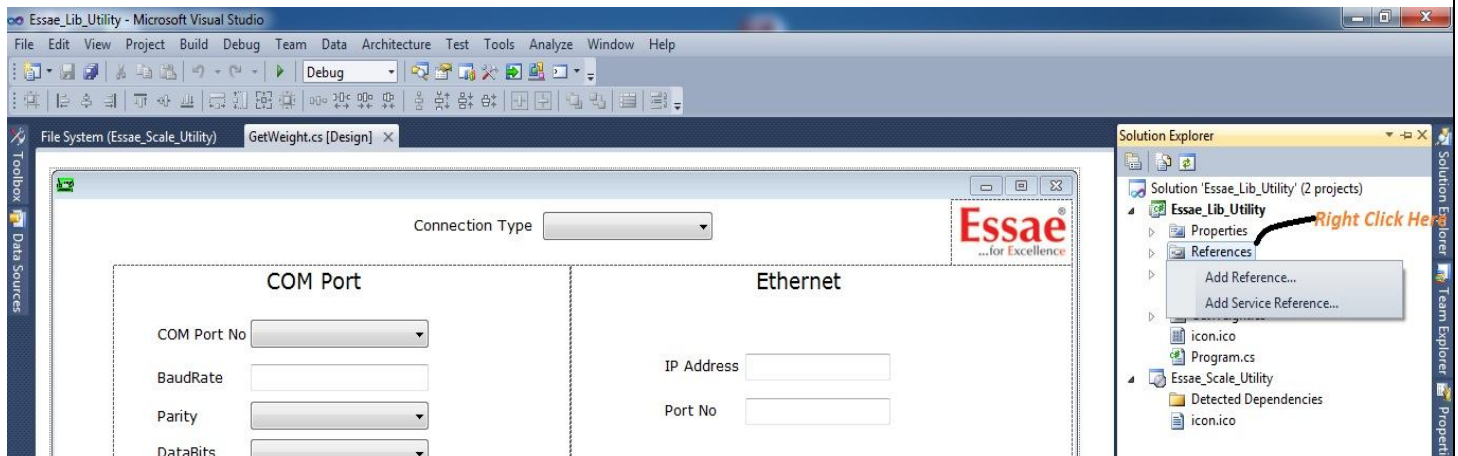 Essae_Lib_Utility - Microsoft Visual Studio
File Edit View Project Build Debug Team Data Architecture Test Tools Analyze Window Help
Debug
File System (Essae_Scale_Utility) GetWeight.cs [Design]
Toolbox
Data Sources
Connection Type
Essae®
...for Excellence
COM Port
COM Port No
BaudRate
Parity
DataBits
Ethernet
IP Address
Port No
Solution Explorer
Solution 'Essae_Lib_Utility' (2 projects)
Essae_Lib_Utility
Properties
References
Right Click Here
Add Reference...
Add Service Reference...
icon.ico
Program.cs
Essae_Scale_Utility
Detected Dependencies
icon.ico
Solution Explorer
Team Explorer